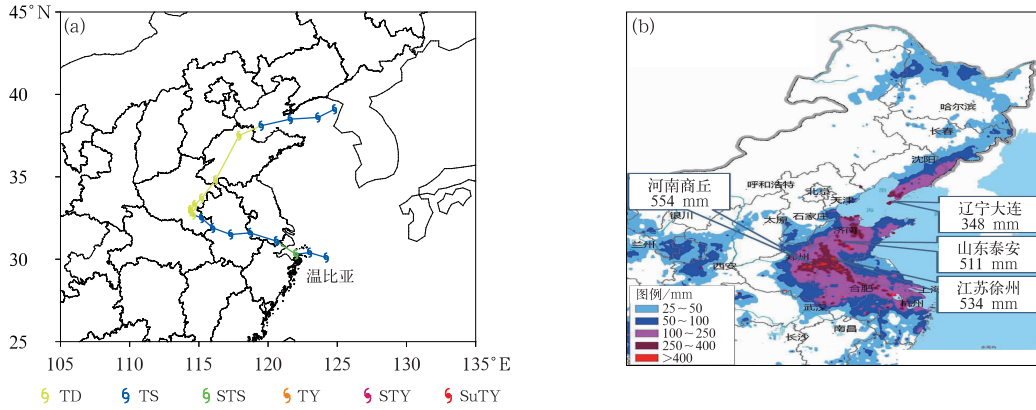 (a)
45°N
40
35
30
25
105
110
115
120
125
130
135°E
温比亚
TD
TS
STS
TY
STY
SuTY
(b)
哈尔滨
长春
沈阳
呼和浩特
北京
天津
河南商丘
554 mm
银川
太原
石家庄
济南
辽宁大连
348 mm
兰州
西安
郑州
山东泰安
511 mm
江苏徐州
534 mm
合肥
上海
武汉
杭州
南昌
长沙
图例/mm
25～50
50～100
100～250
250～400
>400